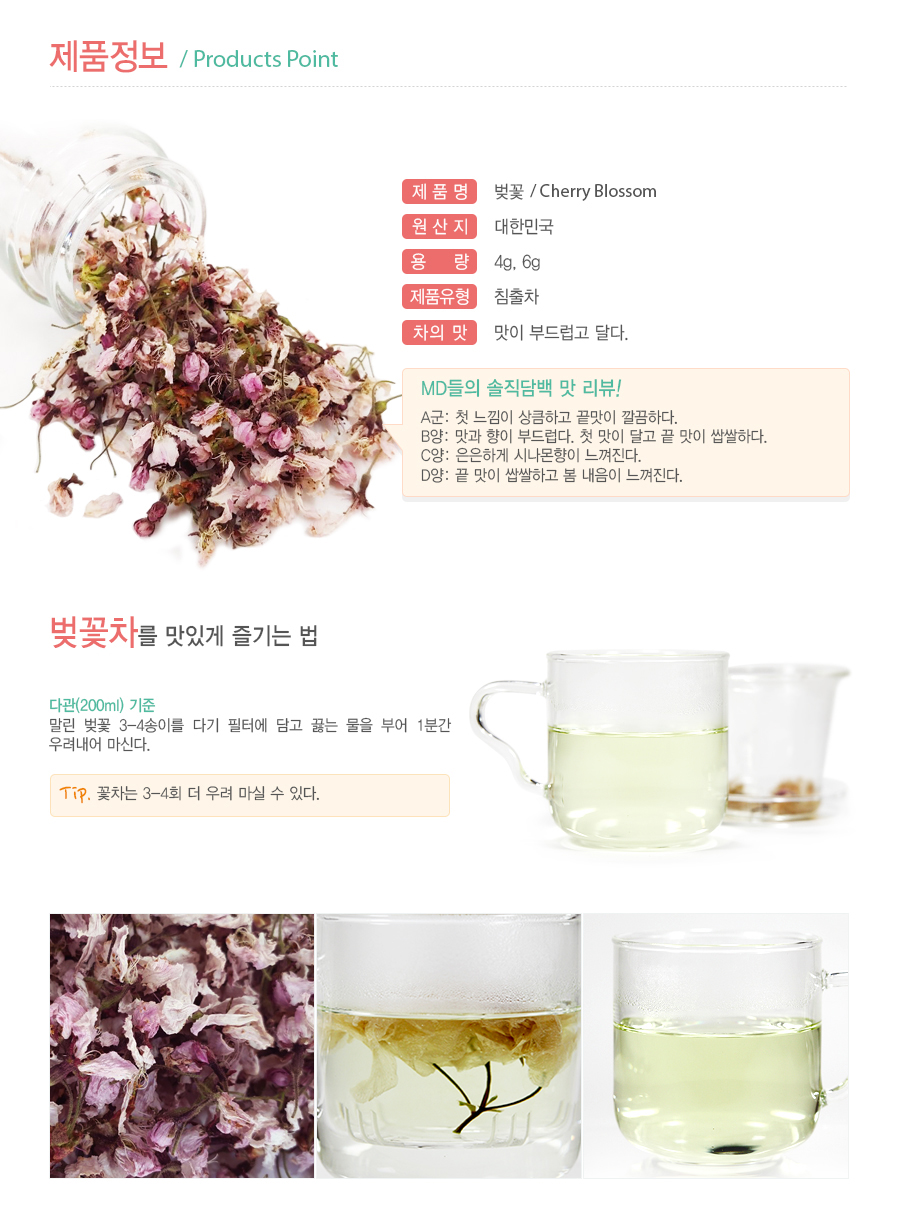 제품정보 / Products Point
제 품 명 벚꽃 / Cherry Blossom
원 산 지 대한민국
용 량 4g, 6g
제품유형 침출차
차의 맛 맛이 부드럽고 달다.
MD들의 솔직담백 맛 리뷰!
A군: 첫 느낌이 상큼하고 끝맛이 깔끔하다.
B양: 맛과 향이 부드럽다. 첫 맛이 달고 끝 맛이 쌉쌀하다.
C양: 은은하게 시나몬향이 느껴진다.
D양: 끝 맛이 쌉쌀하고 봄 내음이 느껴진다.
벚꽃차를 맛있게 즐기는 법
다관(200ml) 기준
말린 벚꽃 3-4송이를 다기 필터에 담고 끓는 물을 부어 1분간
우려내어 마신다.
Tip. 꽃차는 3-4회 더 우려 마실 수 있다.